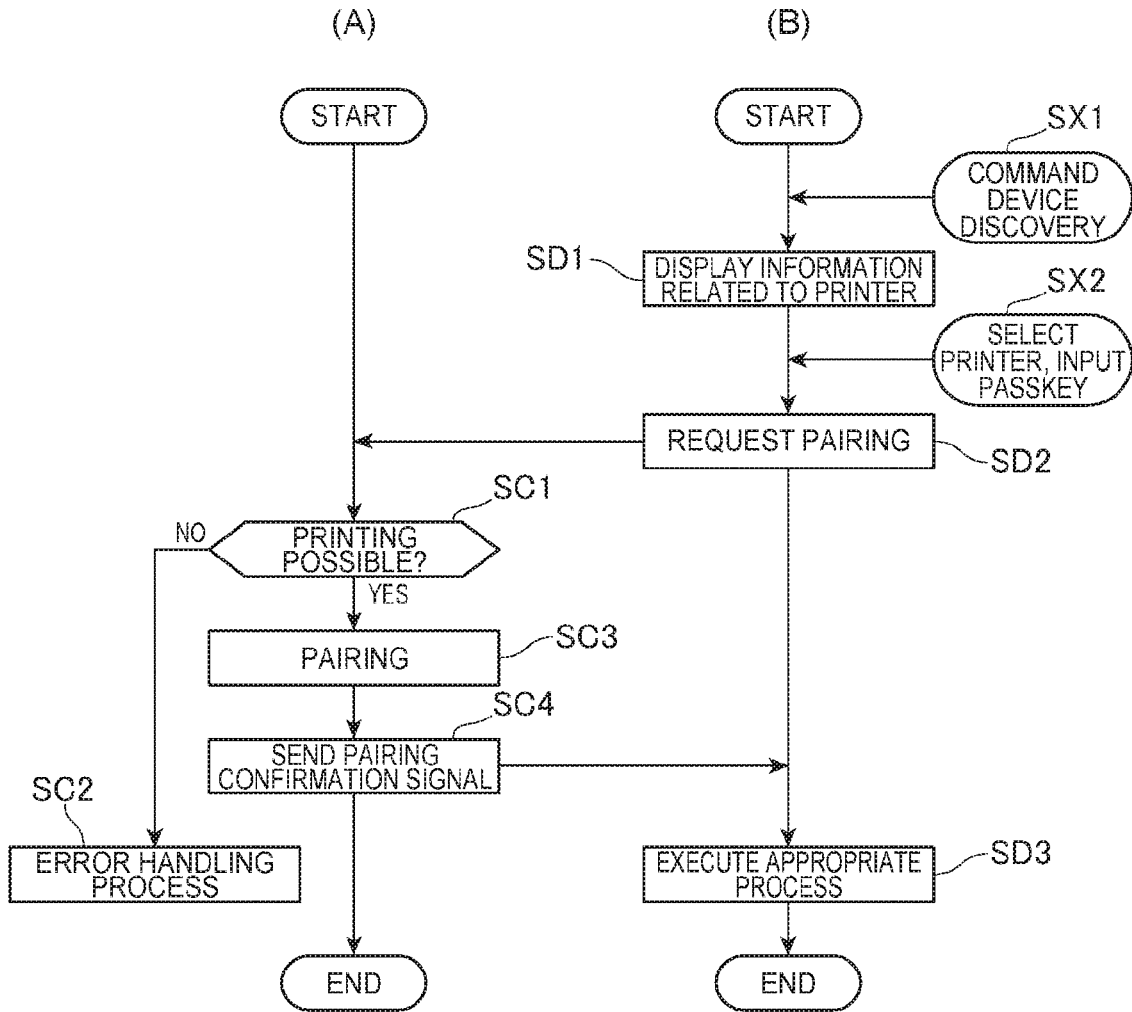 (A)
(B)
START
START
SX1
COMMAND
DEVICE
DISCOVERY
SD1
DISPLAY INFORMATION
RELATED TO PRINTER
SX2
SELECT
PRINTER, INPUT
PASSKEY
REQUEST PAIRING
SD2
SC1
NO
PRINTING
POSSIBLE?
YES
PAIRING
SC3
SC4
SEND PAIRING
CONFIRMATION SIGNAL
SC2
ERROR HANDLING
PROCESS
EXECUTE APPROPRIATE
PROCESS
SD3
END
END